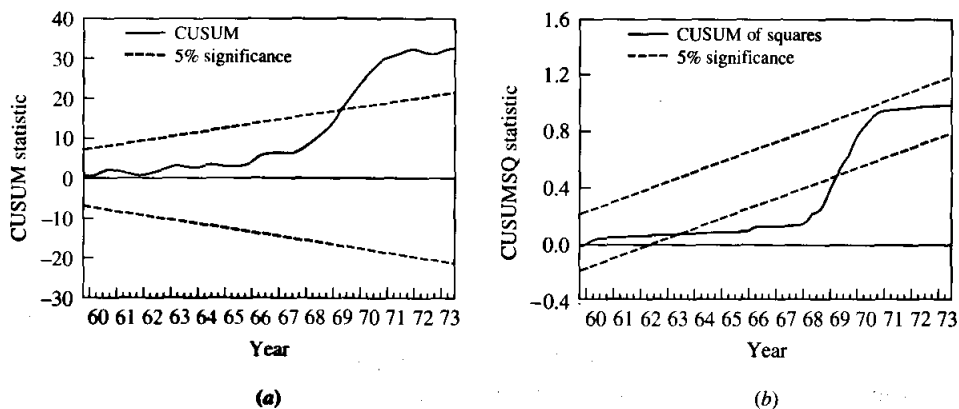 40
30
20
10
0
−10
−20
−30
CUSUM statistic
CUSUM
5% significance
60 61 62 63 64 65 66 67 68 69 70 71 72 73
Year
(a)
1.6
1.2
0.8
0.4
0.0
−0.4
CUSUMSQ statistic
CUSUM of squares
5% significance
60 61 62 63 64 65 66 67 68 69 70 71 72 73
Year
(b)